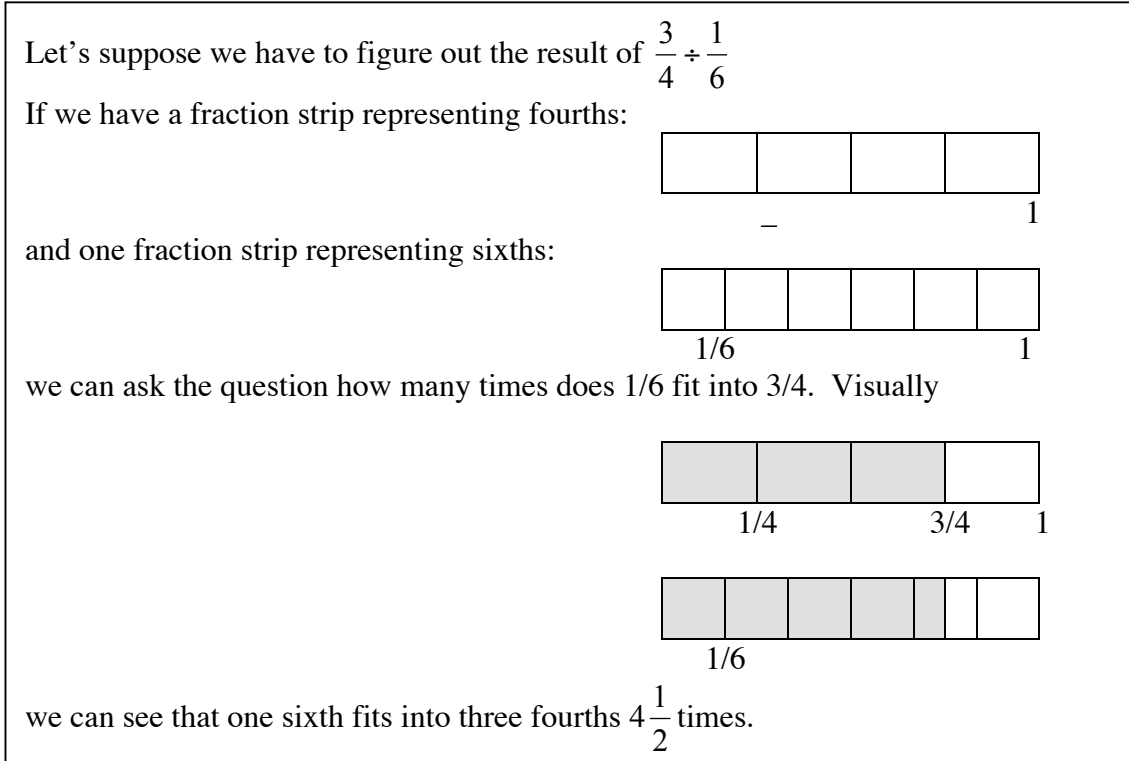 Let's suppose we have to figure out the result of 3/4 ÷ 1/6
If we have a fraction strip representing fourths:
_ 1
and one fraction strip representing sixths:
1/6 1
we can ask the question how many times does 1/6 fit into 3/4. Visually
1/4 3/4 1
1/6
we can see that one sixth fits into three fourths 4 1/2 times.